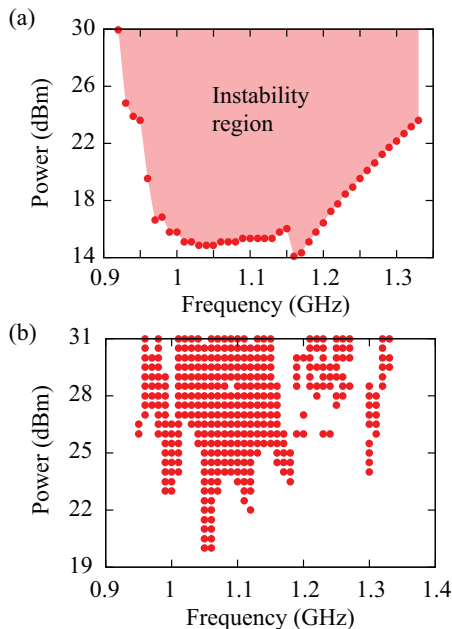 (a)
30
26
22
18
14
Power (dBm)
Instability
region
0.9
1
1.1
1.2
1.3
Frequency (GHz)
(b)
31
28
25
22
19
Power (dBm)
1
1.1
1.2
1.3
1.4
Frequency (GHz)